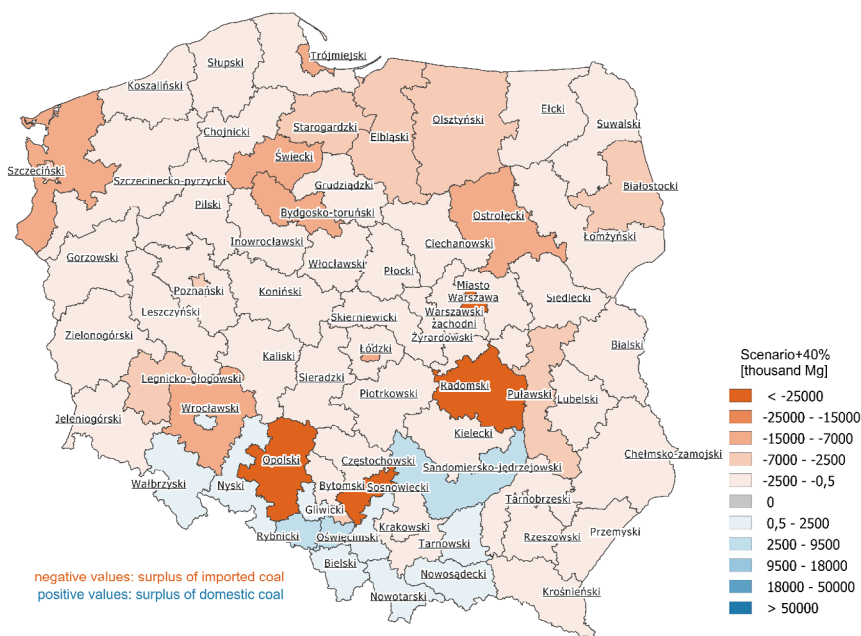 Trójmiejski
Słupski
Koszaliński
Ełcki
Suwalski
Olsztyński
Chojnicki
Starogardzki
Elbląski
Świecki
Szczeciński
Szczecinecko-pyrzycki
Grudziądzki
Białostocki
Pilski
Bydgosko-toruński
Ostrołęcki
Łomżyński
Inowrocławski
Ciechanowski
Gorzowski
Włocławski
Płocki
Poznański
Koniński
Miasto
Warszawa
Siedlecki
Leszczyński
Skierniewicki
Warszawski
zachodni
Żyrardowski
Zielonogórski
Bialski
Łódzki
Kaliski
Sieradzki
Piotrkowski
Radomski
Puławski
Lubelski
Legnicko-głogowski
Wrocławski
Jeleniogórski
Kielecki
Chełmsko-zamojski
Opolski
Częstochowski
Sandomiersko-jędrzejowski
Wałbrzyski
Nyski
Bytomski
Sosnowiecki
Tarnobrzeski
Gliwicki
Krakowski
Przemyski
Rybnicki
Oświęcimski
Tarnowski
Rzeszowski
Bielski
Nowosądecki
Nowotarski
Krośnieński
negative values: surplus of imported coal
positive values: surplus of domestic coal
Scenario+40%
[thousand Mg]
< -25000
-25000 - -15000
-15000 - -7000
-7000 - -2500
-2500 - -0,5
0
0,5 - 2500
2500 - 9500
9500 - 18000
18000 - 50000
> 50000